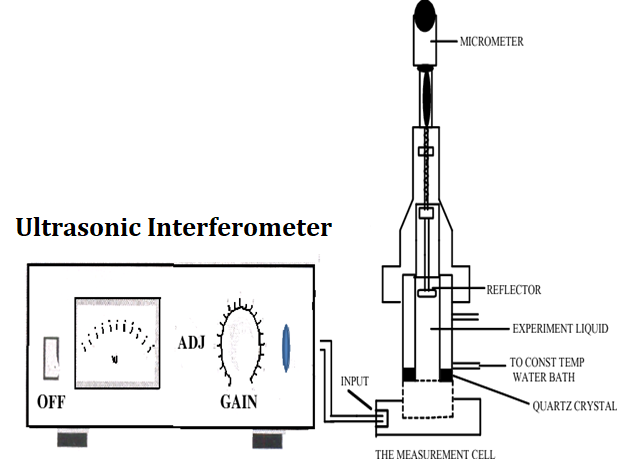 MICROMETER
Ultrasonic Interferometer
REFLECTOR
EXPERIMENT LIQUID
ADJ
TO CONST TEMP
WATER BATH
INPUT
OFF
GAIN
QUARTZ CRYSTAL
THE MEASUREMENT CELL